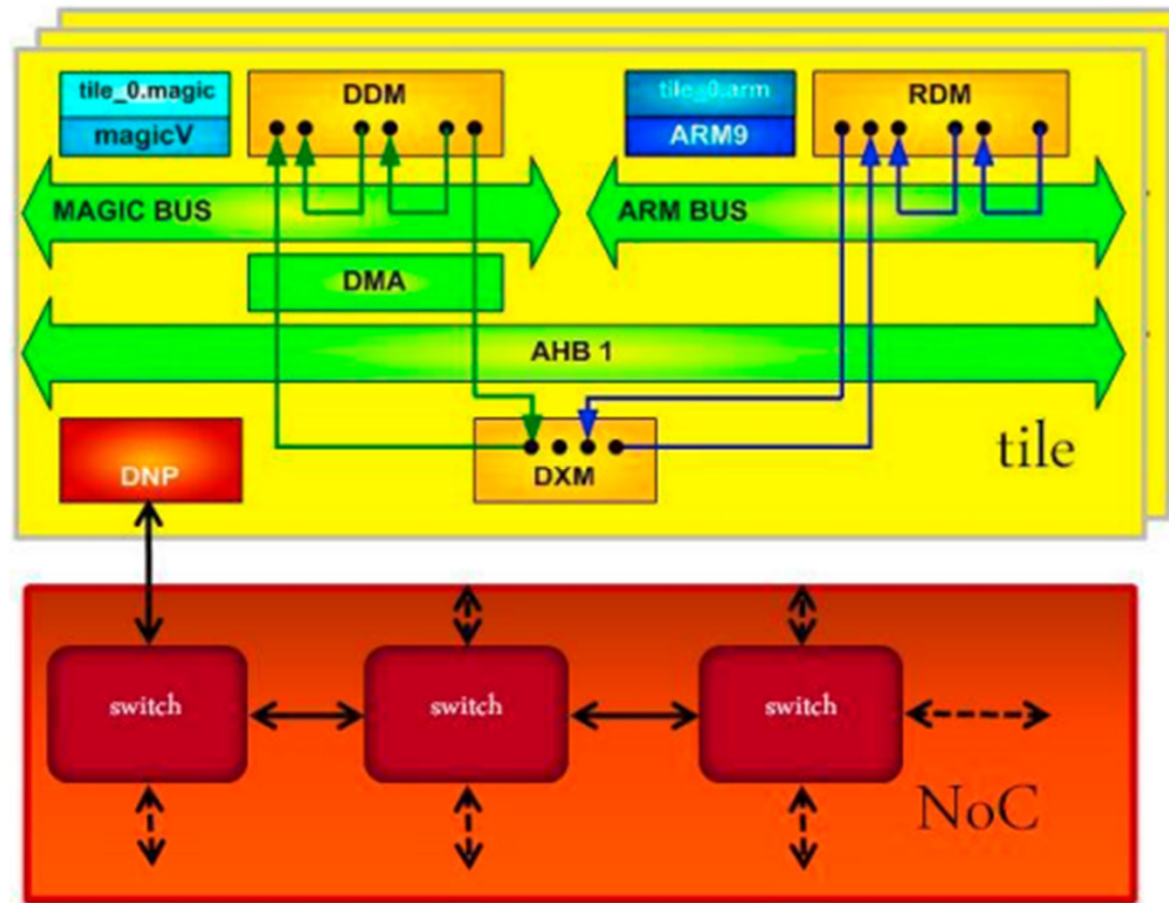 tile_0.magic
magicV
DDM
tile_0.arm
ARM9
RDM
MAGIC BUS
ARM BUS
DMA
AHB 1
DNP
DXM
tile
switch
switch
switch
NoC